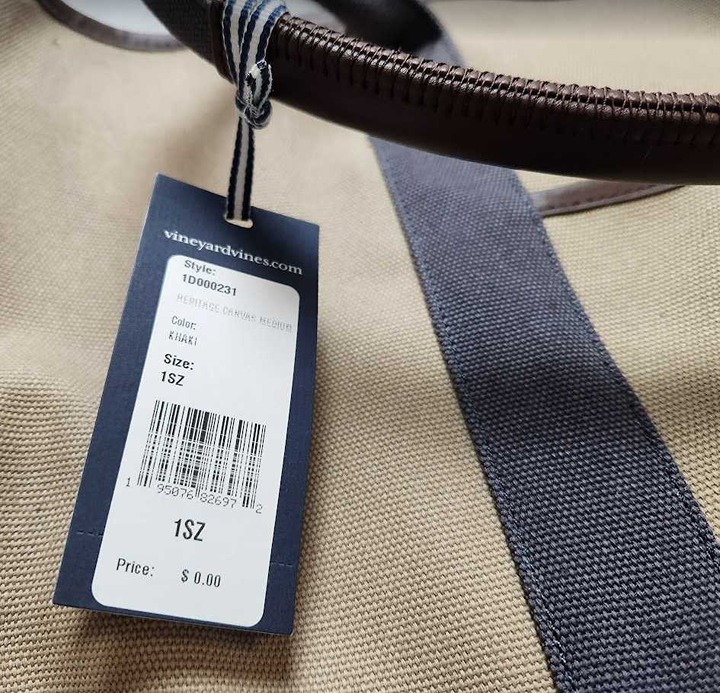 vineyardvines.com
Style:
1D000231
HERITAGE CANVAS MEDIUM
Color:
KHAKI
Size:
1SZ
1 95076 82697 2
1SZ
Price: $ 0.00